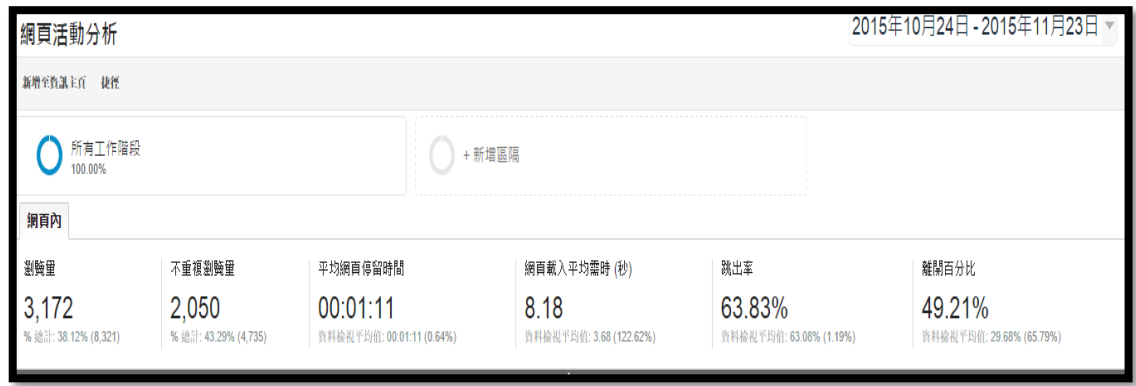 網頁活動分析
2015年10月24日 - 2015年11月23日
新增至資訊主頁 捷徑
所有工作階段
100.00%
+ 新增區隔
網頁內
瀏覽量
3,172
% 總計: 38.12% (8,321)
不重複瀏覽量
2,050
% 總計: 43.29% (4,735)
平均網頁停留時間
00:01:11
資料檢視平均值: 00:01:11 (0.64%)
網頁載入平均需時 (秒)
8.18
資料檢視平均值: 3.68 (122.62%)
跳出率
63.83%
資料檢視平均值: 63.08% (1.19%)
離開百分比
49.21%
資料檢視平均值: 29.68% (65.79%)